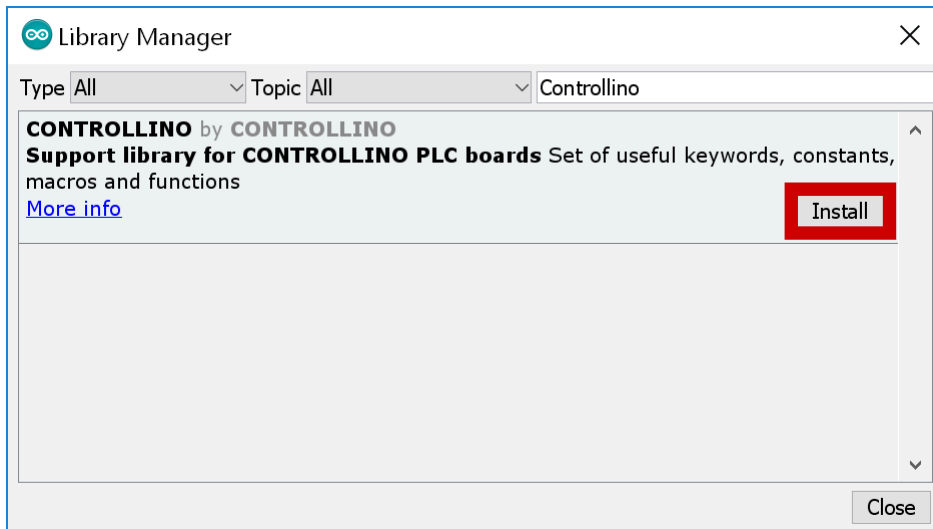 Library Manager
Type All Topic All Controllino
CONTROLLINO by CONTROLLINO
Support library for CONTROLLINO PLC boards Set of useful keywords, constants,
macros and functions
More info
Install
Close